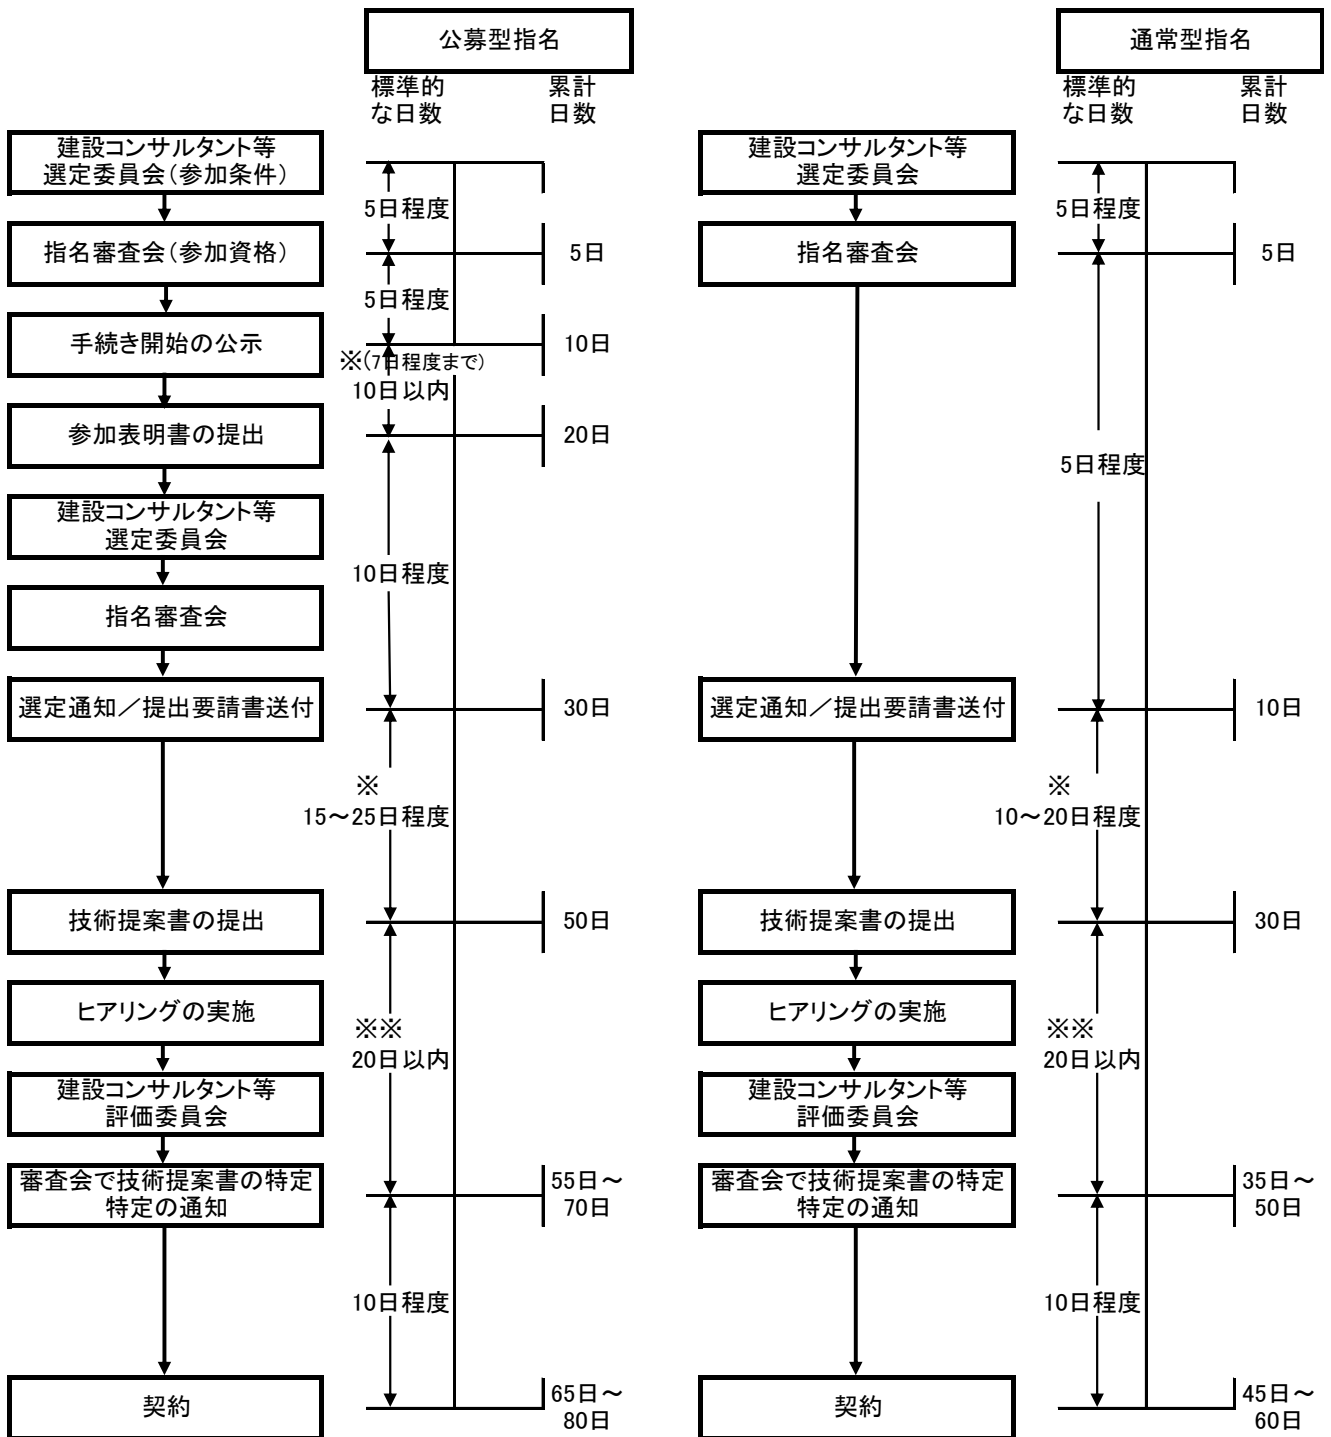 公募型指名
標準的
な日数
累計
日数
建設コンサルタント等
選定委員会(参加条件)
5日程度
指名審査会(参加資格)
5日
5日程度
手続き開始の公示
10日
※(7日程度まで)
10日以内
参加表明書の提出
20日
建設コンサルタント等
選定委員会
10日程度
指名審査会
選定通知／提出要請書送付
30日
※
15～25日程度
技術提案書の提出
50日
ヒアリングの実施
※※
20日以内
建設コンサルタント等
評価委員会
審査会で技術提案書の特定
特定の通知
55日～
70日
10日程度
契約
65日～
80日
通常型指名
標準的
な日数
累計
日数
建設コンサルタント等
選定委員会
5日程度
指名審査会
5日
5日程度
選定通知／提出要請書送付
10日
※
10～20日程度
技術提案書の提出
30日
ヒアリングの実施
※※
20日以内
建設コンサルタント等
評価委員会
審査会で技術提案書の特定
特定の通知
35日～
50日
10日程度
契約
45日～
60日